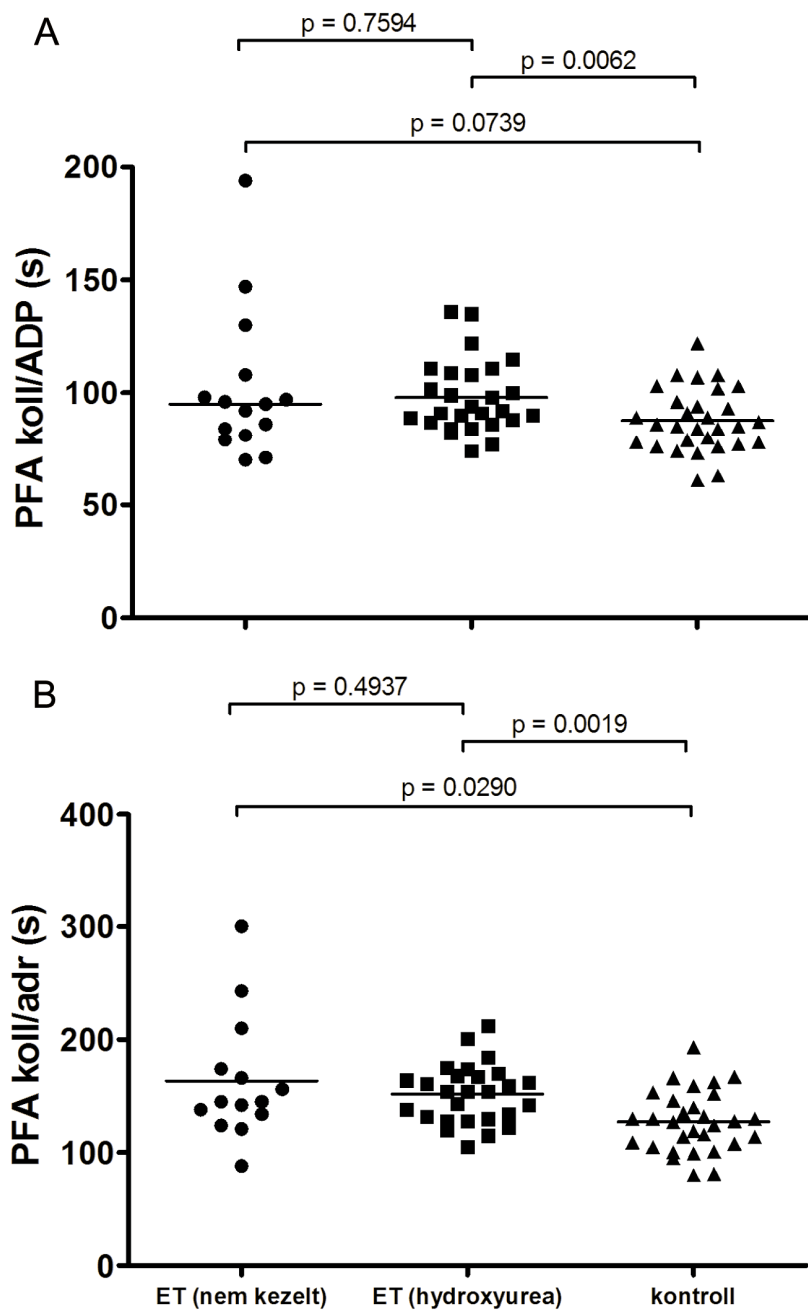 A
p = 0.7594
p = 0.0062
p = 0.0739
200
150
100
50
0
PFA koll/ADP (s)
B
p = 0.4937
p = 0.0019
p = 0.0290
400
300
200
100
0
PFA koll/adr (s)
ET (nem kezelt) ET (hydroxyurea) kontroll